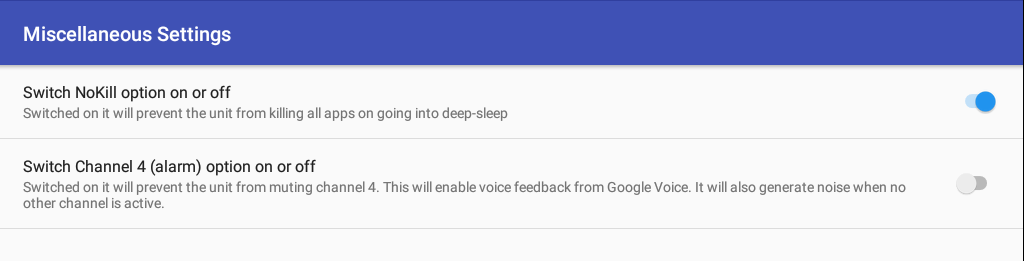 Miscellaneous Settings
Switch NoKill option on or off
Switched on it will prevent the unit from killing all apps on going into deep-sleep
Switch Channel 4 (alarm) option on or off
Switched on it will prevent the unit from muting channel 4. This will enable voice feedback from Google Voice. It will also generate noise when no
other channel is active.